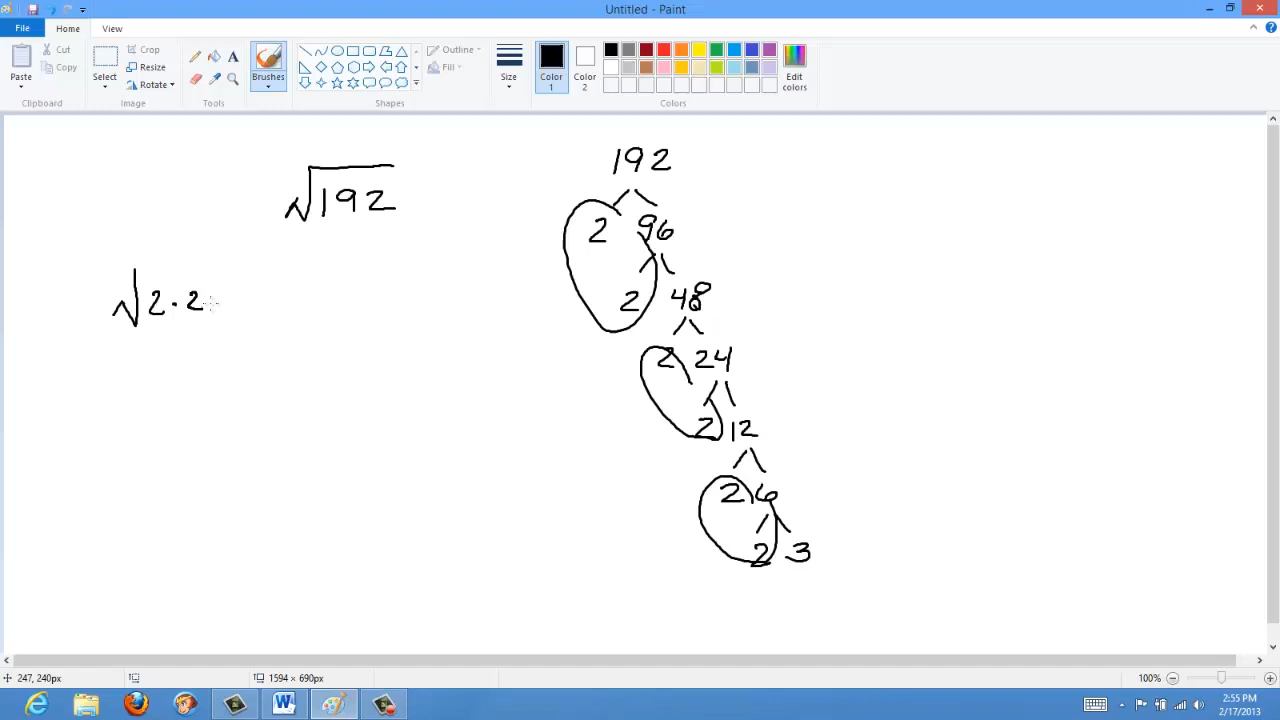 Untitled - Paint
File Home View
Paste Cut Copy Select Crop Resize Rotate Brushes Outline Fill Size Color 1 Color 2 Edit colors
Clipboard Image Tools Shapes Colors
√192
192
2 96
√2·2
2 48
2 24
2 12
2 6
2 3
247, 240px 1594 × 690px 100%
2:55 PM
2/17/2013